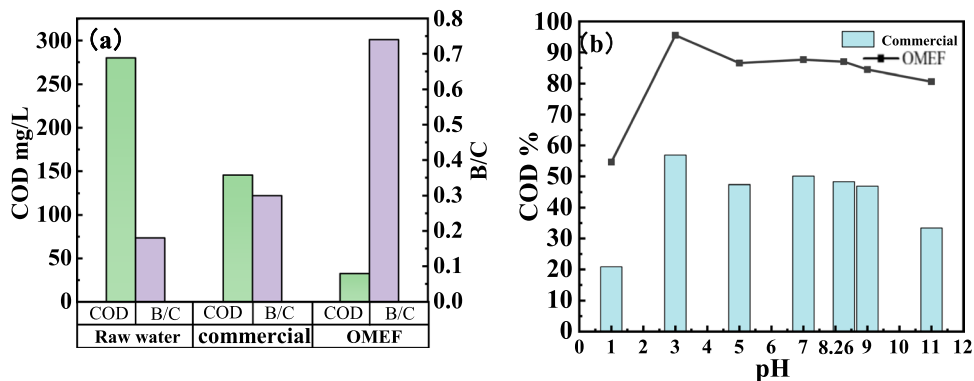 (a)
COD mg/L
300
250
200
150
100
50
0
0.8
0.7
0.6
0.5
0.4
0.3
0.2
0.1
0.0
B/C
COD B/C COD B/C COD B/C
Raw water commercial OMEF
(b)
Commercial
OMEF
COD %
100
90
80
70
60
50
40
30
20
10
0
0 1 2 3 4 5 6 7 8.26 9 10 11 12
pH